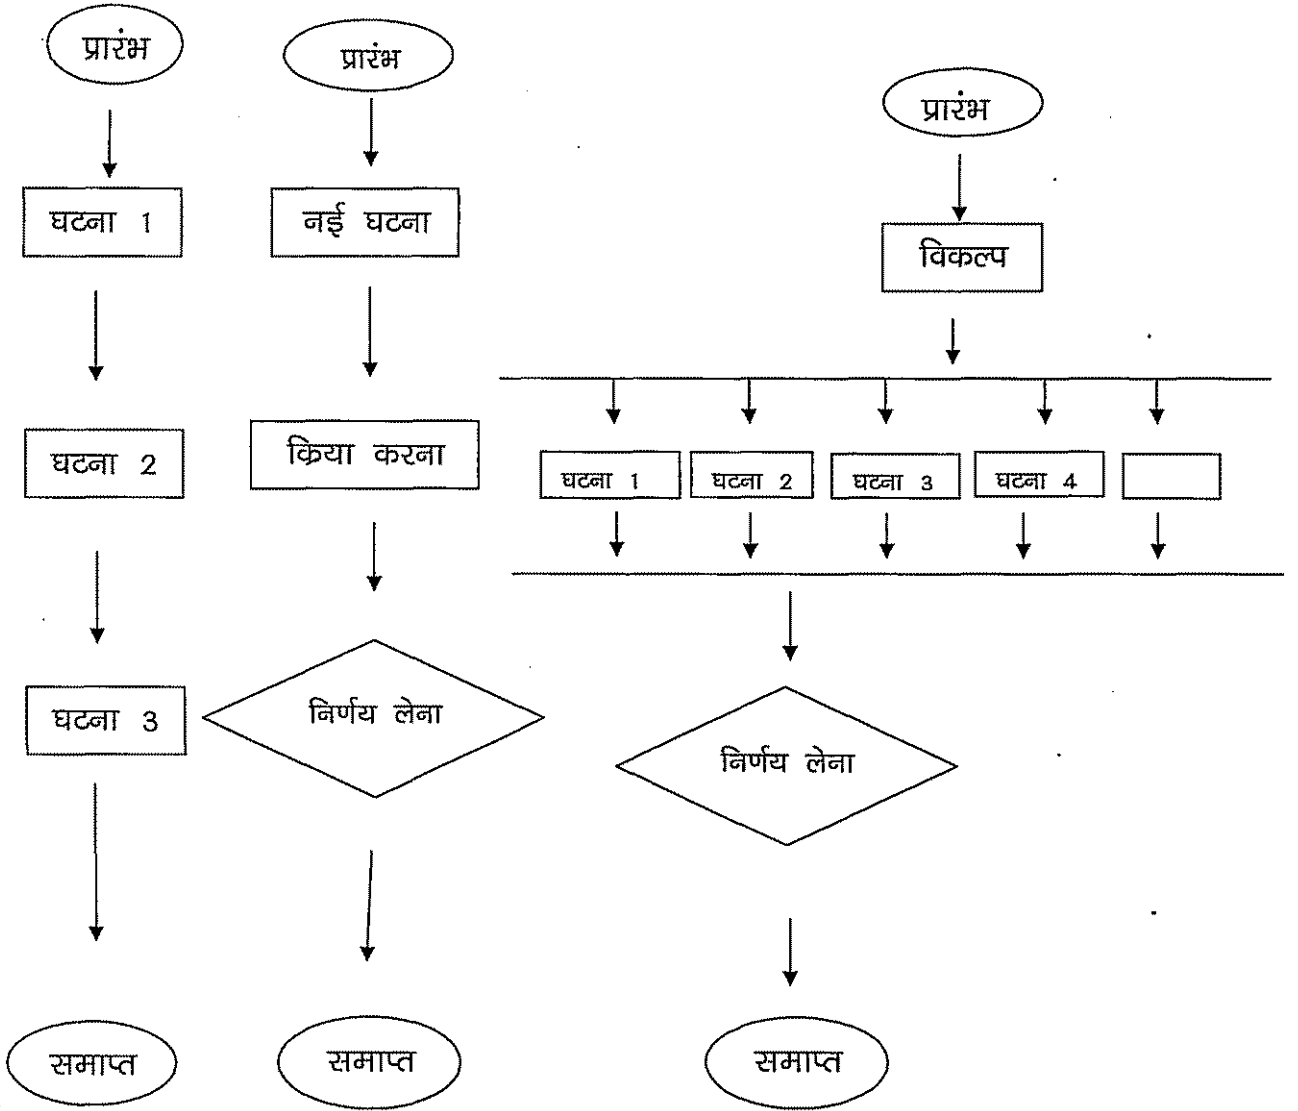 प्रारंभ
घटना 1
घटना 2
घटना 3
समाप्त
प्रारंभ
नई घटना
क्रिया करना
निर्णय लेना
समाप्त
प्रारंभ
विकल्प
घटना 1
घटना 2
घटना 3
घटना 4
निर्णय लेना
समाप्त